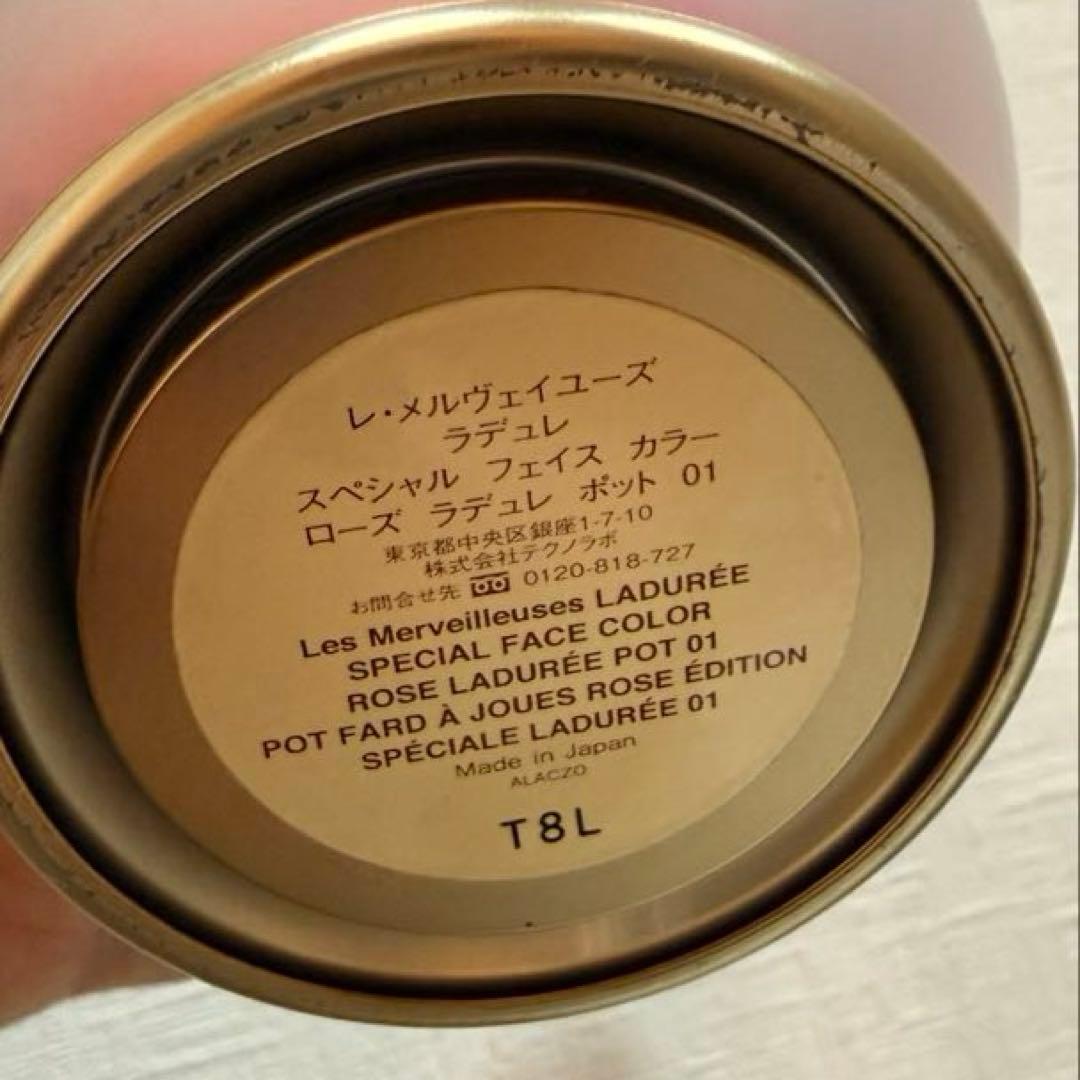 レ・メルヴェイユーズ
ラデュレ
スペシャル フェイス カラー
ローズ ラデュレ ポット 01
東京都中央区銀座1-7-10
株式会社テクノラボ
お問合せ先 0120-818-727
Les Merveilleuses LADURÉE
SPECIAL FACE COLOR
ROSE LADURÉE POT 01
POT FARD À JOUES ROSE ÉDITION
SPÉCIALE LADURÉE 01
Made in Japan
ALACZO
T8L